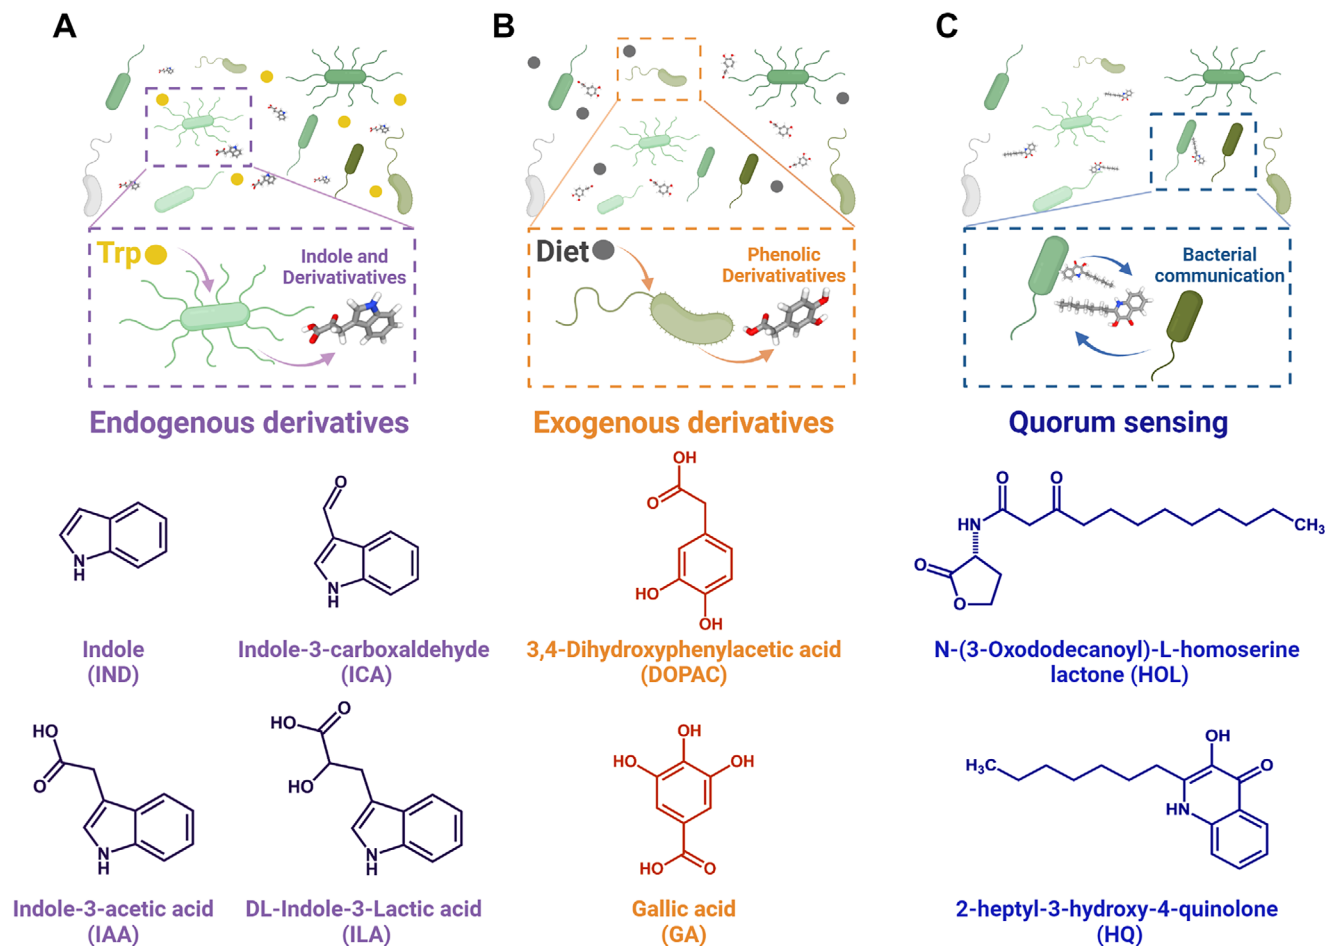 A
B
C
Trp
Indole and
Derivativatives
Diet
Phenolic
Derivativatives
Bacterial
communication
Endogenous derivatives
Exogenous derivatives
Quorum sensing
N
H
Indole
(IND)
O
N
H
Indole-3-carboxaldehyde
(ICA)
OH
O
HO
OH
3,4-Dihydroxyphenylacetic acid
(DOPAC)
O
O
HN
CH3
O
O
N-(3-Oxododecanoyl)-L-homoserine
lactone (HOL)
HO
O
N
H
Indole-3-acetic acid
(IAA)
HO
O
HO
N
H
DL-Indole-3-Lactic acid
(ILA)
OH
HO
OH
HO
O
Gallic acid
(GA)
OH
H3C
O
HN
2-heptyl-3-hydroxy-4-quinolone
(HQ)